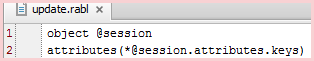 update.rabl
1 object @session
2 attributes(*@session.attributes.keys)